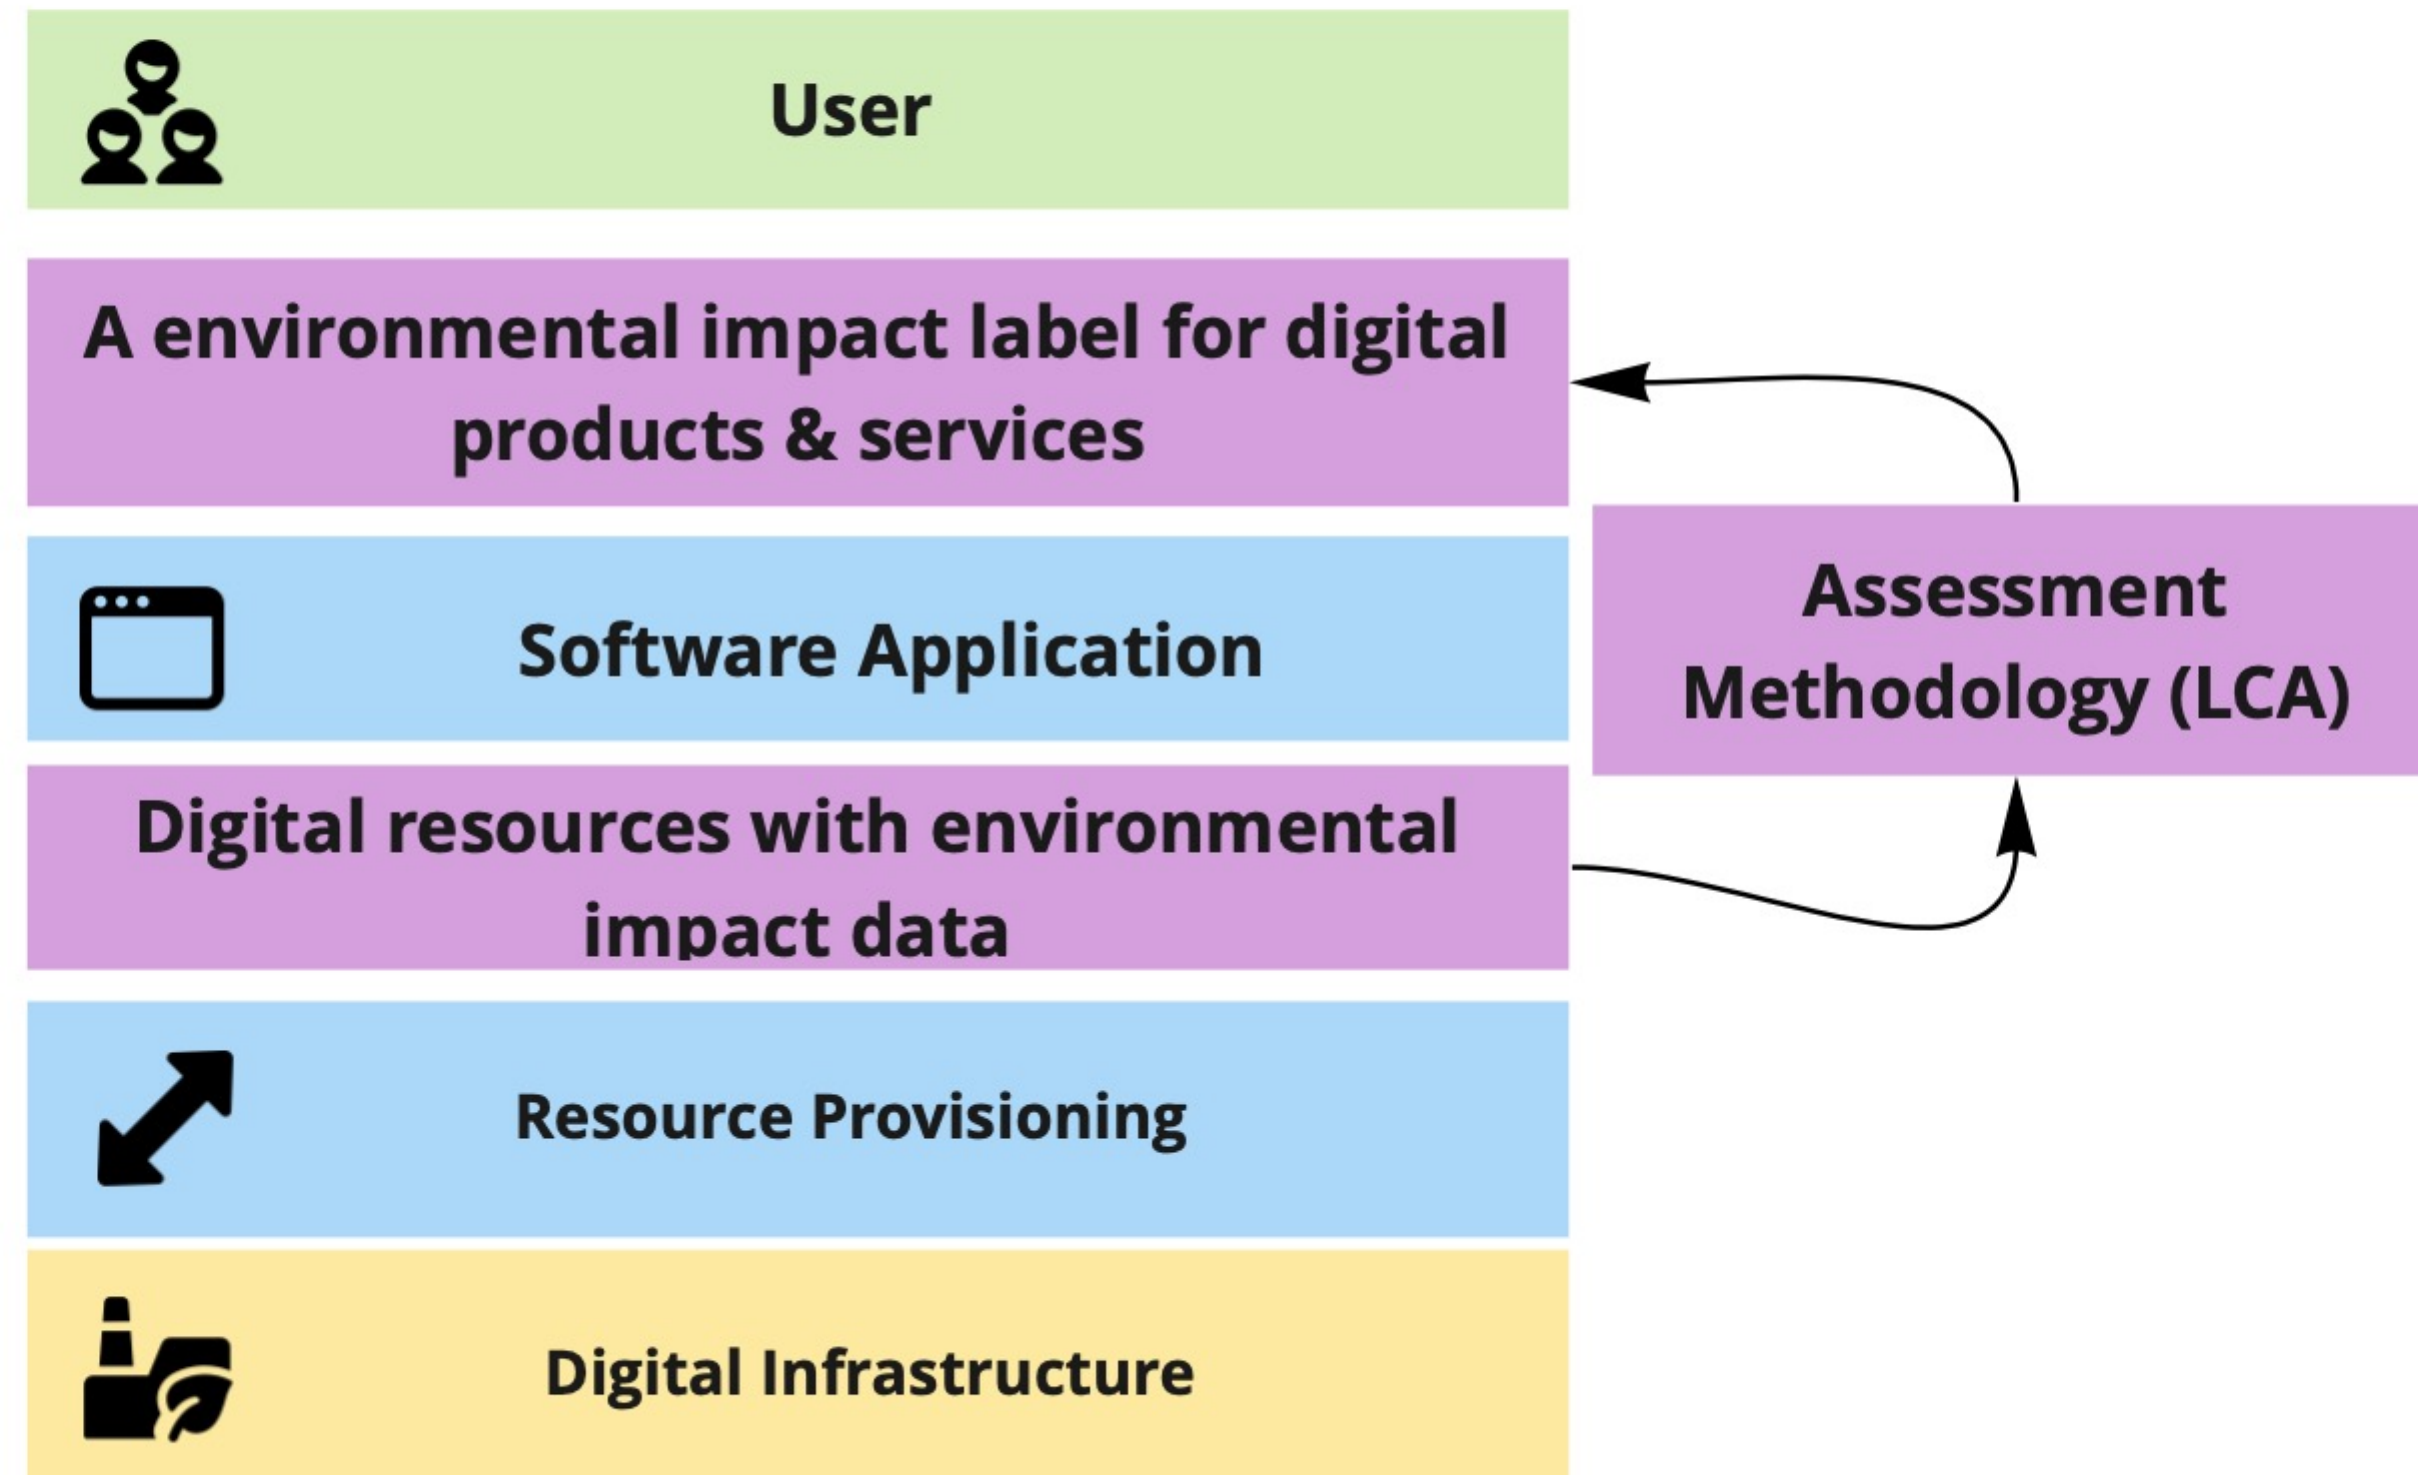 User
A environmental impact label for digital
products & services
Software Application
Assessment
Methodology (LCA)
Digital resources with environmental
impact data
Resource Provisioning
Digital Infrastructure